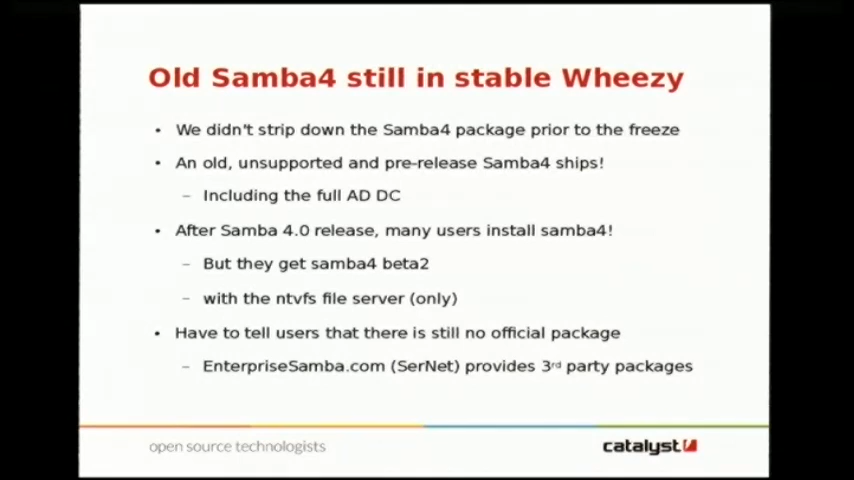 Old Samba4 still in stable Wheezy
• We didn't strip down the Samba4 package prior to the freeze
• An old, unsupported and pre-release Samba4 ships!
– Including the full AD DC
• After Samba 4.0 release, many users install samba4!
– But they get samba4 beta2
– with the ntvfs file server (only)
• Have to tell users that there is still no official package
– EnterpriseSamba.com (SerNet) provides 3rd party packages
open source technologists
catalyst